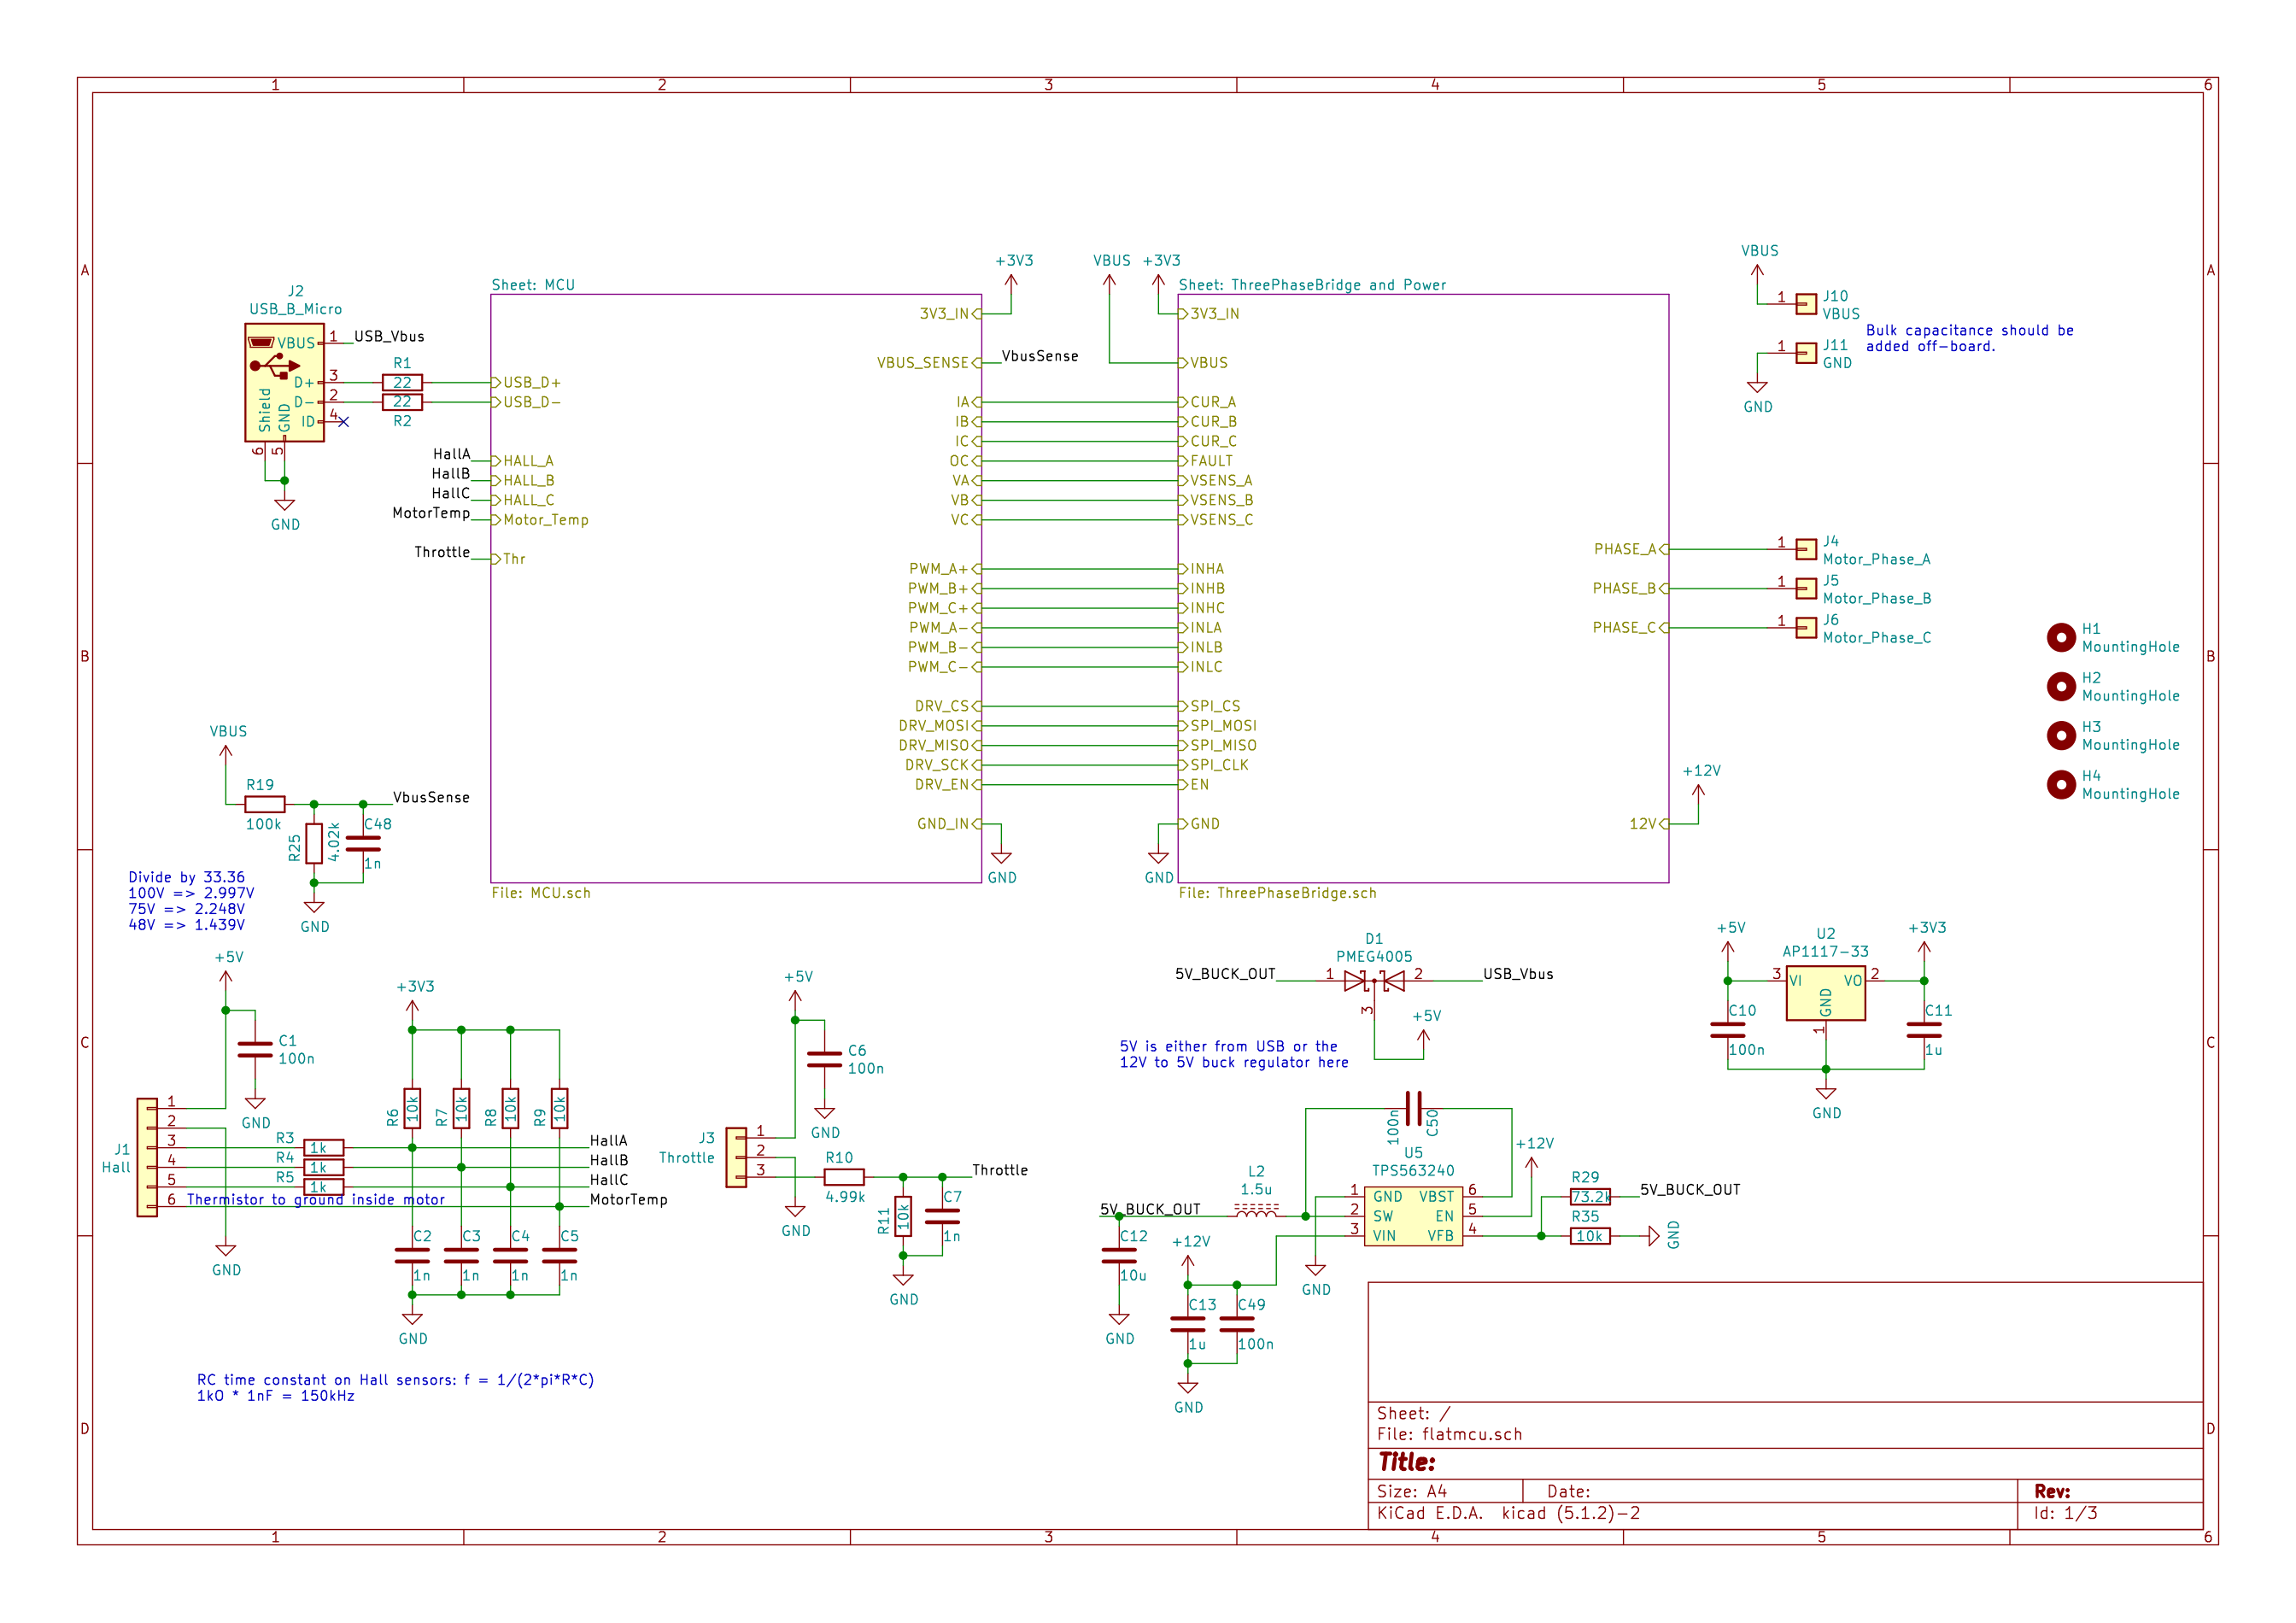 1 2 3 4 5 6
A
B
C
D
A
B
C
D
J2
USB_B_Micro
VBUS 1 USB_Vbus
D+ 3
D- 2
ID 4
Shield
GND
6 5
GND
R1
22
22
R2
HallA
HallB
HallC
MotorTemp
Throttle
Sheet: MCU
USB_D+
USB_D-
HALL_A
HALL_B
HALL_C
Motor_Temp
Thr
3V3_IN
VBUS_SENSE
IA
IB
IC
OC
VA
VB
VC
PWM_A+
PWM_B+
PWM_C+
PWM_A-
PWM_B-
PWM_C-
DRV_CS
DRV_MOSI
DRV_MISO
DRV_SCK
DRV_EN
GND_IN
File: MCU.sch
+3V3
VbusSense
GND
VBUS
+3V3
GND
Sheet: ThreePhaseBridge and Power
3V3_IN
VBUS
CUR_A
CUR_B
CUR_C
FAULT
VSENS_A
VSENS_B
VSENS_C
INHA
INHB
INHC
INLA
INLB
INLC
SPI_CS
SPI_MOSI
SPI_MISO
SPI_CLK
EN
GND
PHASE_A
PHASE_B
PHASE_C
12V
File: ThreePhaseBridge.sch
+12V
VBUS
1 J10
VBUS
1 J11
GND
GND
Bulk capacitance should be
added off-board.
1 J4
Motor_Phase_A
1 J5
Motor_Phase_B
1 J6
Motor_Phase_C
H1
MountingHole
H2
MountingHole
H3
MountingHole
H4
MountingHole
VBUS
R19
100k
VbusSense
R25
4.02k
C48
1n
GND
Divide by 33.36
100V => 2.997V
75V => 2.248V
48V => 1.439V
+5V
C1
100n
GND
J1
Hall
1
2
3
4
5
6
R3
1k
R4
1k
R5
1k
Thermistor to ground inside motor
GND
+3V3
R6
10k
R7
10k
R8
10k
R9
10k
HallA
HallB
HallC
MotorTemp
C2
1n
C3
1n
C4
1n
C5
1n
GND
RC time constant on Hall sensors: f = 1/(2*pi*R*C)
1kO * 1nF = 150kHz
+5V
C6
100n
GND
J3
Throttle
1
2
3
GND
R10
4.99k
Throttle
R11
10k
C7
1n
GND
D1
PMEG4005
5V_BUCK_OUT 1 2 USB_Vbus
3
+5V
5V is either from USB or the
12V to 5V buck regulator here
100n
C50
U5
TPS563240
1 GND VBST 6
2 SW EN 5
3 VIN VFB 4
+12V
R29
73.2k
5V_BUCK_OUT
R35
10k
GND
L2
1.5u
5V_BUCK_OUT
C12
10u
GND
+12V
C13
1u
C49
100n
GND
GND
+5V
C10
100n
U2
AP1117-33
3 VI VO 2
GND
1
+3V3
C11
1u
GND
Sheet: /
File: flatmcu.sch
Title:
Size: A4 Date: Rev:
KiCad E.D.A. kicad (5.1.2)-2 Id: 1/3
1 2 3 4 5 6